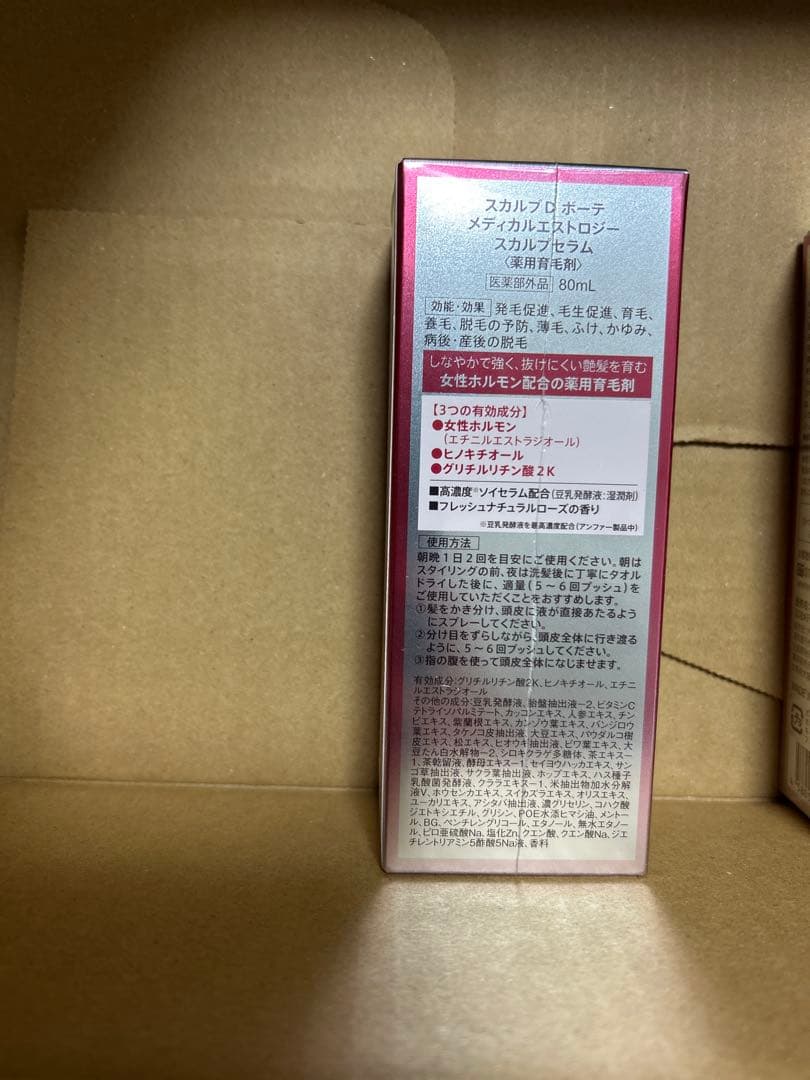 スカルプD ボーテ
メディカルエストロジー
スカルプセラム
〈薬用育毛剤〉
医薬部外品 80mL
効能・効果 発毛促進、毛生促進、育毛、
養毛、脱毛の予防、薄毛、ふけ、かゆみ、
病後・産後の脱毛
しなやかで強く、抜けにくい艶髪を育む
女性ホルモン配合の薬用育毛剤
【3つの有効成分】
●女性ホルモン
(エチニルエストラジオール)
●ヒノキチオール
●グリチルリチン酸2K
■高濃度※ソイセラム配合(豆乳発酵液:湿潤剤)
■フレッシュナチュラルローズの香り
※豆乳発酵液を最高濃度配合(アンファー製品中)
使用方法
朝晩1日2回を目安にご使用ください。朝は
スタイリングの前、夜は洗髪後に丁寧にタオル
ドライした後に、適量(5~6回プッシュ)を
ご使用していただくことをおすすめします。
①髪をかき分け、頭皮に液が直接あたるよう
にスプレーしてください。
②分け目をずらしながら、頭皮全体に行き渡る
ように、5~6回プッシュしてください。
③指の腹を使って頭皮全体になじませます。
有効成分:グリチルリチン酸2K、ヒノキチオール、エチニ
ルエストラジオール
その他の成分:豆乳発酵液、胎盤抽出液-2、ビタミンC
テトライソパルミテート、カッコンエキス、人参エキス、チン
ピエキス、紫蘭根エキス、カンゾウ葉エキス、バンジロウ
葉エキス、タケノコ皮抽出液、大豆エキス、パウダルコ樹
皮エキス、松エキス、ヒオウギ抽出液、ビワ葉エキス、大
豆たん白水解物-2、シロキクラゲ多糖体、茶エキス-
1、茶乾留液、酵母エキス-1、セイヨウハッカエキス、サン
ゴ草抽出液、サクラ葉抽出液、ホップエキス、ハス種子
乳酸菌発酵液、クララエキス-1、米抽出物加水分解
液V、ホウセンカエキス、スイカズラエキス、オリスエキス、
ユーカリエキス、アシタバ抽出液、濃グリセリン、コハク酸
ジエトキシエチル、グリシン、POE水添ヒマシ油、メントー
ル、BG、ペンチレングリコール、エタノール、無水エタノー
ル、ピロ亜硫酸Na、塩化Zn、クエン酸、クエン酸Na、ジエ
チレントリアミン5酢酸5Na液、香料